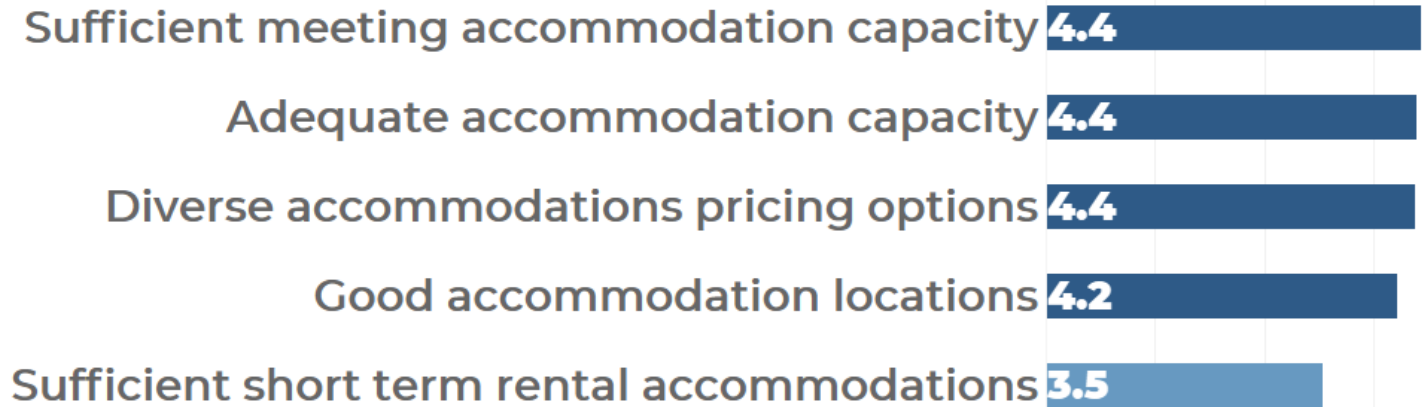 Sufficient meeting accommodation capacity 4.4
Adequate accommodation capacity 4.4
Diverse accommodations pricing options 4.4
Good accommodation locations 4.2
Sufficient short term rental accommodations 3.5